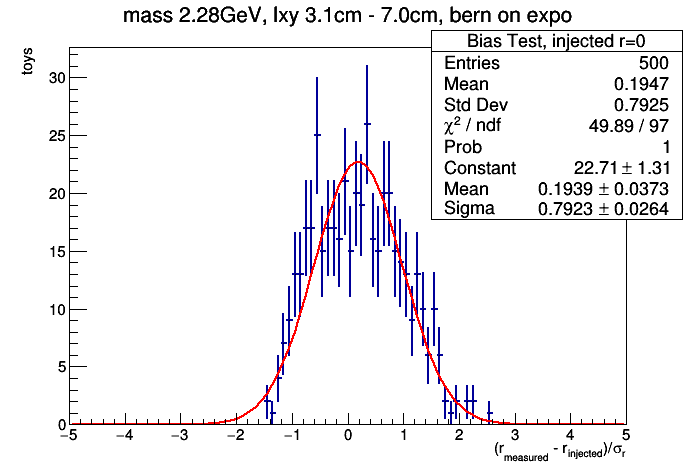 mass 2.28GeV, lxy 3.1cm - 7.0cm, bern on expo
Bias Test, injected r=0
Entries 500
Mean 0.1947
Std Dev 0.7925
χ² / ndf 49.89 / 97
Prob 1
Constant 22.71 ± 1.31
Mean 0.1939 ± 0.0373
Sigma 0.7923 ± 0.0264
toys
30
25
20
15
10
5
0
−5 −4 −3 −2 −1 0 1 2 3 4 5
(r_measured - r_injected)/σ_r